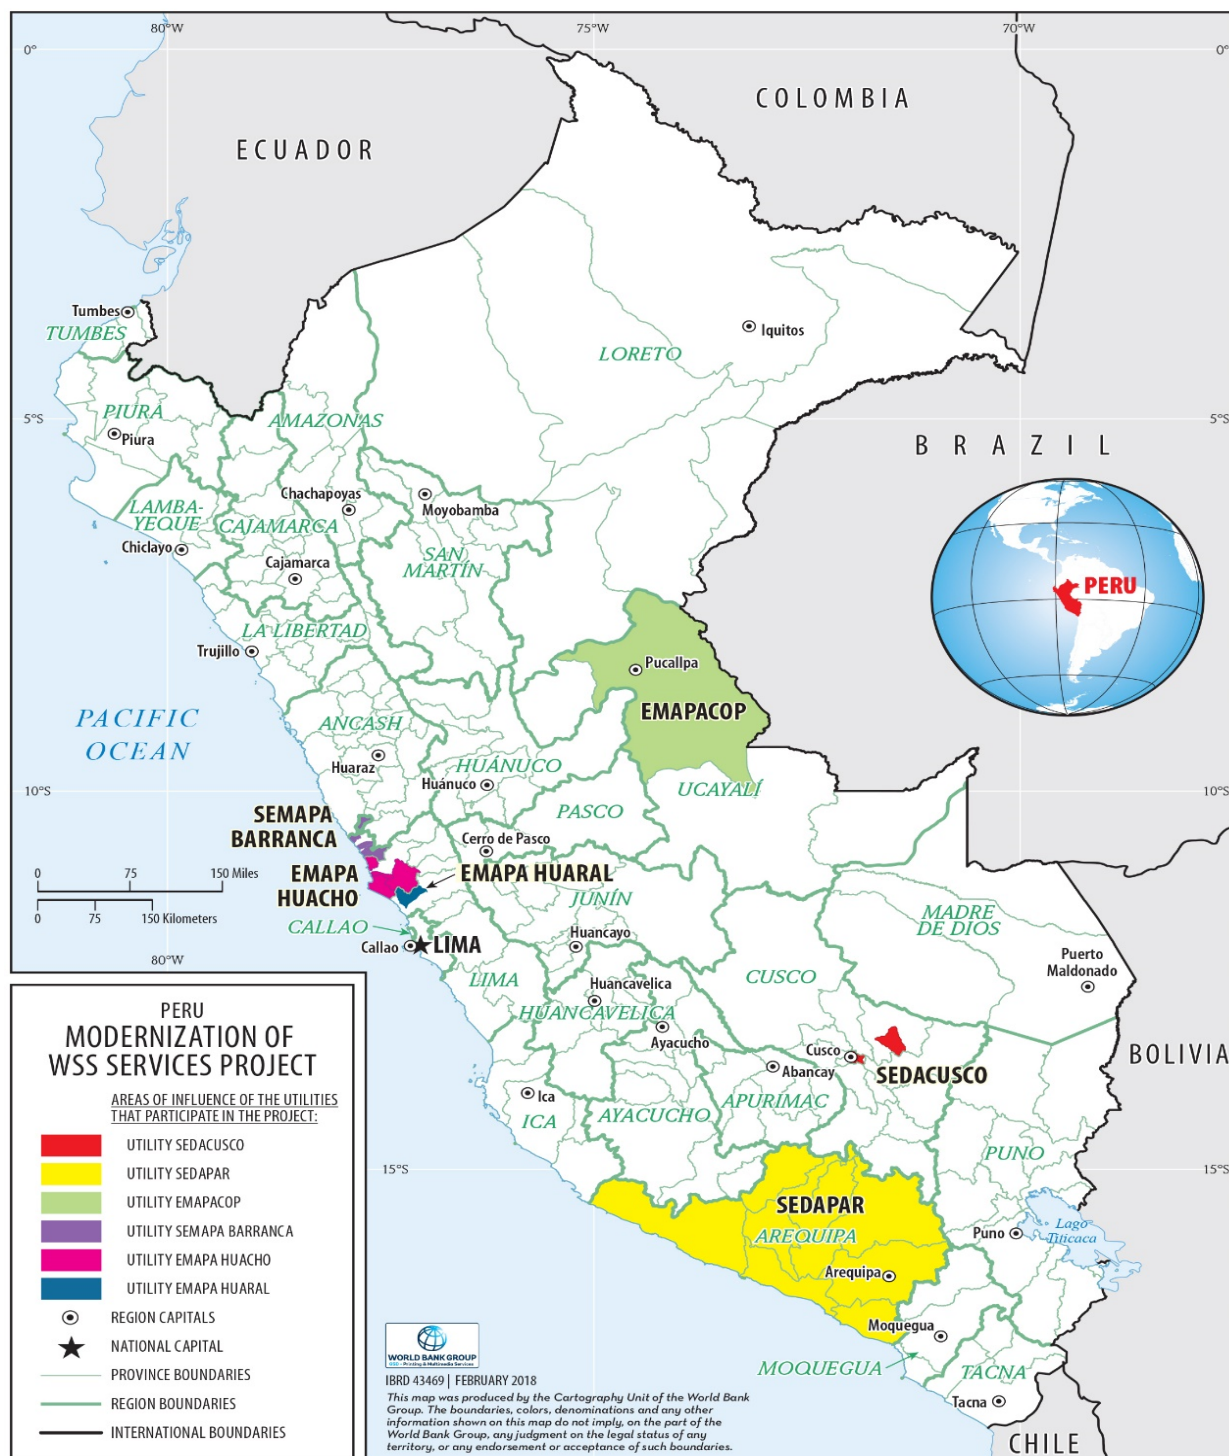 80°W
75°W
70°W
0°
0°
COLOMBIA
ECUADOR
Tumbes
TUMBES
Iquitos
LORETO
PIURA
Piura
AMAZONAS
5°S
5°S
BRAZIL
Chachapoyas
Moyobamba
LAMBA-
YEQUE
CAJAMARCA
Chiclayo
Cajamarca
SAN
MARTÍN
PERU
LA LIBERTAD
Trujillo
Pucallpa
EMAPACOP
PACIFIC
OCEAN
ANCASH
Huaraz
HUÁNUCO
Huánuco
UCAYALÍ
PASCO
10°S
10°S
SEMAPA
BARRANCA
Cerro de Pasco
EMAPA
HUACHO
EMAPA HUARAL
0 75 150 Miles
0 75 150 Kilometers
JUNÍN
CALLAO
Callao
LIMA
Huancayo
MADRE
DE DIOS
Puerto
Maldonado
80°W
LIMA
CUSCO
Huancavelica
HUANCAVELICA
Ayacucho
Cusco
SEDACUSCO
Abancay
BOLIVIA
Ica
ICA
AYACUCHO
APURÍMAC
PUNO
15°S
15°S
SEDAPAR
AREQUIPA
Arequipa
Puno
Lago
Titicaca
Moquegua
MOQUEGUA
TACNA
Tacna
CHILE
PERU
MODERNIZATION OF
WSS SERVICES PROJECT
AREAS OF INFLUENCE OF THE UTILITIES
THAT PARTICIPATE IN THE PROJECT:
UTILITY SEDACUSCO
UTILITY SEDAPAR
UTILITY EMAPACOP
UTILITY SEMAPA BARRANCA
UTILITY EMAPA HUACHO
UTILITY EMAPA HUARAL
REGION CAPITALS
NATIONAL CAPITAL
PROVINCE BOUNDARIES
REGION BOUNDARIES
INTERNATIONAL BOUNDARIES
WORLD BANK GROUP
Printing & Multimedia Services
IBRD 43469 | FEBRUARY 2018
This map was produced by the Cartography Unit of the World Bank
Group. The boundaries, colors, denominations and any other
information shown on this map do not imply, on the part of the
World Bank Group, any judgment on the legal status of any
territory, or any endorsement or acceptance of such boundaries.